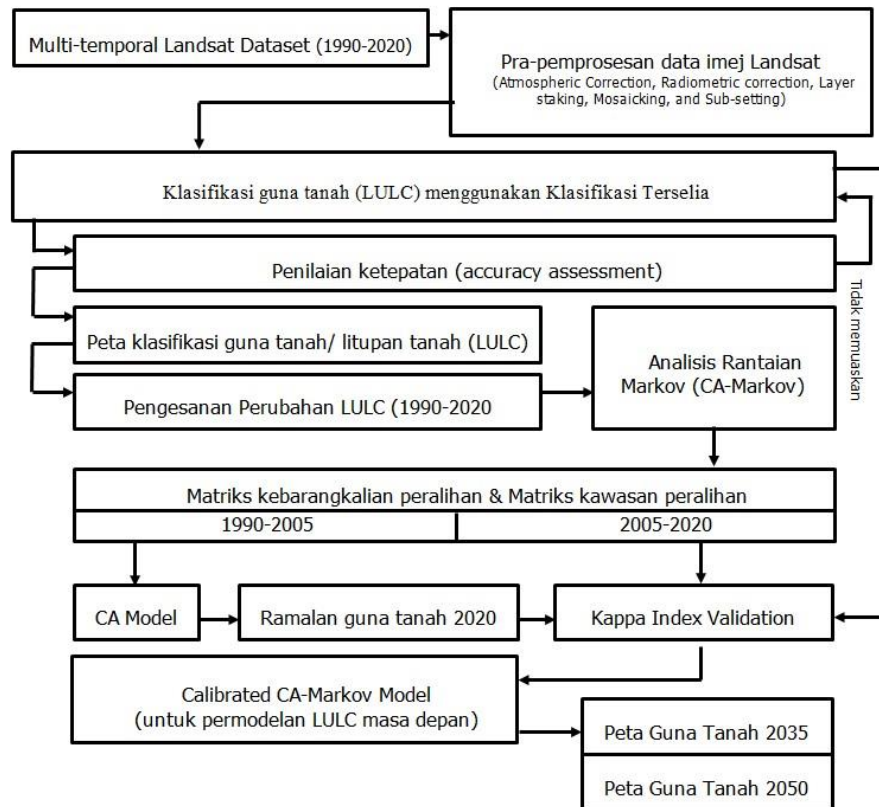 Multi-temporal Landsat Dataset (1990-2020)
Pra-pemprosesan data imej Landsat
(Atmospheric Correction, Radiometric correction, Layer
staking, Mosaicking, and Sub-setting)
Klasifikasi guna tanah (LULC) menggunakan Klasifikasi Terselia
Penilaian ketepatan (accuracy assessment)
Tidak memuaskan
Peta klasifikasi guna tanah/ litupan tanah (LULC)
Analisis Rantaian
Markov (CA-Markov)
Pengesanan Perubahan LULC (1990-2020
Matriks kebarangkalian peralihan & Matriks kawasan peralihan
1990-2005
2005-2020
CA Model
Ramalan guna tanah 2020
Kappa Index Validation
Calibrated CA-Markov Model
(untuk permodelan LULC masa depan)
Peta Guna Tanah 2035
Peta Guna Tanah 2050